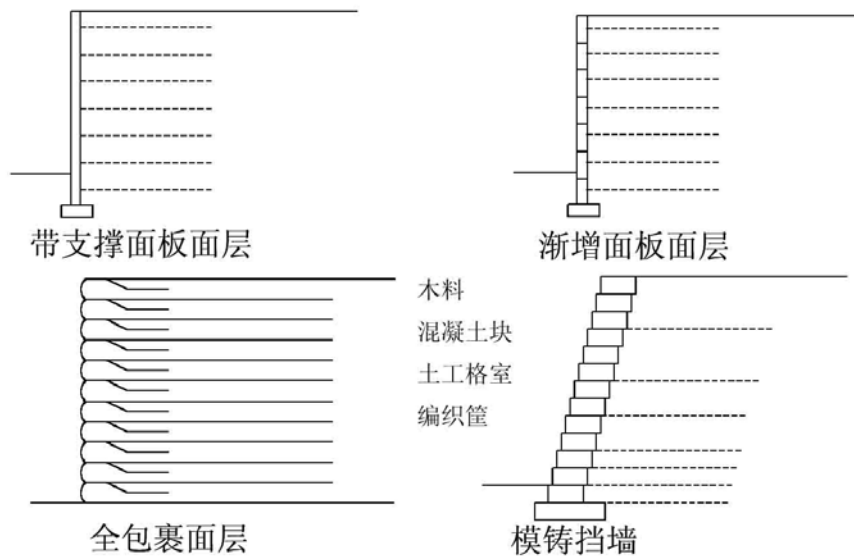 带支撑面板面层
渐增面板面层
木料
混凝土块
土工格室
编织筐
全包裹面层
模铸挡墙